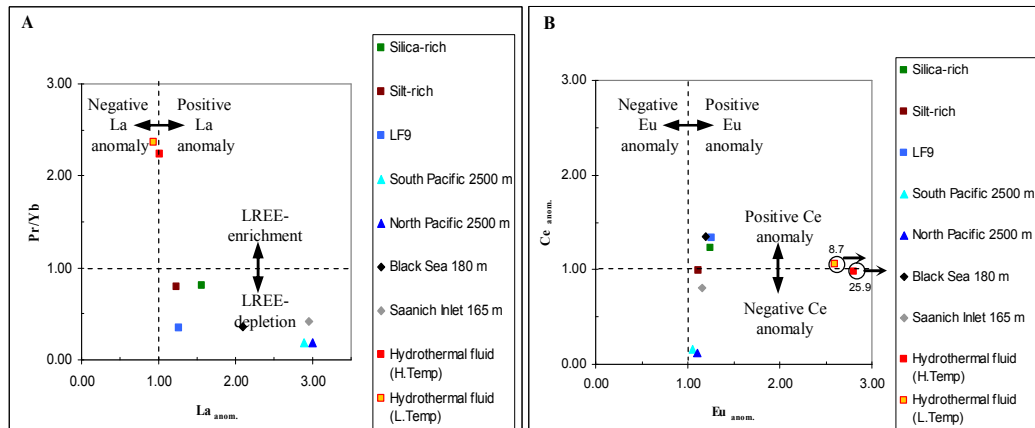 A
3.00
2.00
1.00
0.00
Pr/Yb
0.00
1.00
2.00
3.00
La anom.
Negative
La
anomaly
Positive
La
anomaly
LREE-
enrichment
LREE-
depletion
Silica-rich
Silt-rich
LF9
South Pacific 2500 m
North Pacific 2500 m
Black Sea 180 m
Saanich Inlet 165 m
Hydrothermal fluid
(H.Temp)
Hydrothermal fluid
(L.Temp)
B
3.00
2.00
1.00
0.00
Ce anom.
0.00
1.00
2.00
3.00
Eu anom.
Negative
Eu
anomaly
Positive
Eu
anomaly
Positive Ce
anomaly
Negative Ce
anomaly
8.7
25.9
Silica-rich
Silt-rich
LF9
South Pacific 2500 m
North Pacific 2500 m
Black Sea 180 m
Saanich Inlet 165 m
Hydrothermal fluid
(H.Temp)
Hydrothermal fluid
(L.Temp)